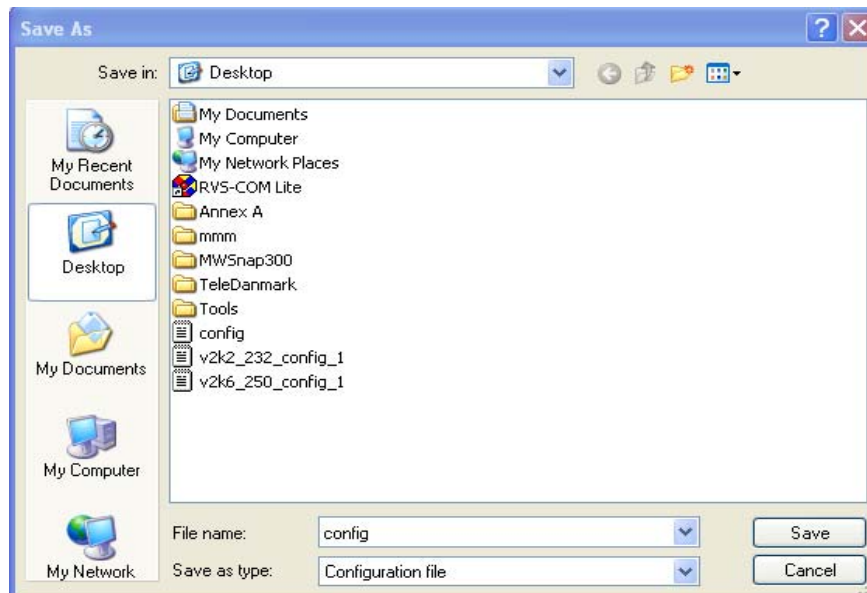 Save As
Save in:
Desktop
My Recent
Documents
Desktop
My Documents
My Computer
My Network
My Documents
My Computer
My Network Places
RVS-COM Lite
Annex A
mmm
MWSnap300
TeleDanmark
Tools
config
v2k2_232_config_1
v2k6_250_config_1
File name:
config
Save
Save as type:
Configuration file
Cancel